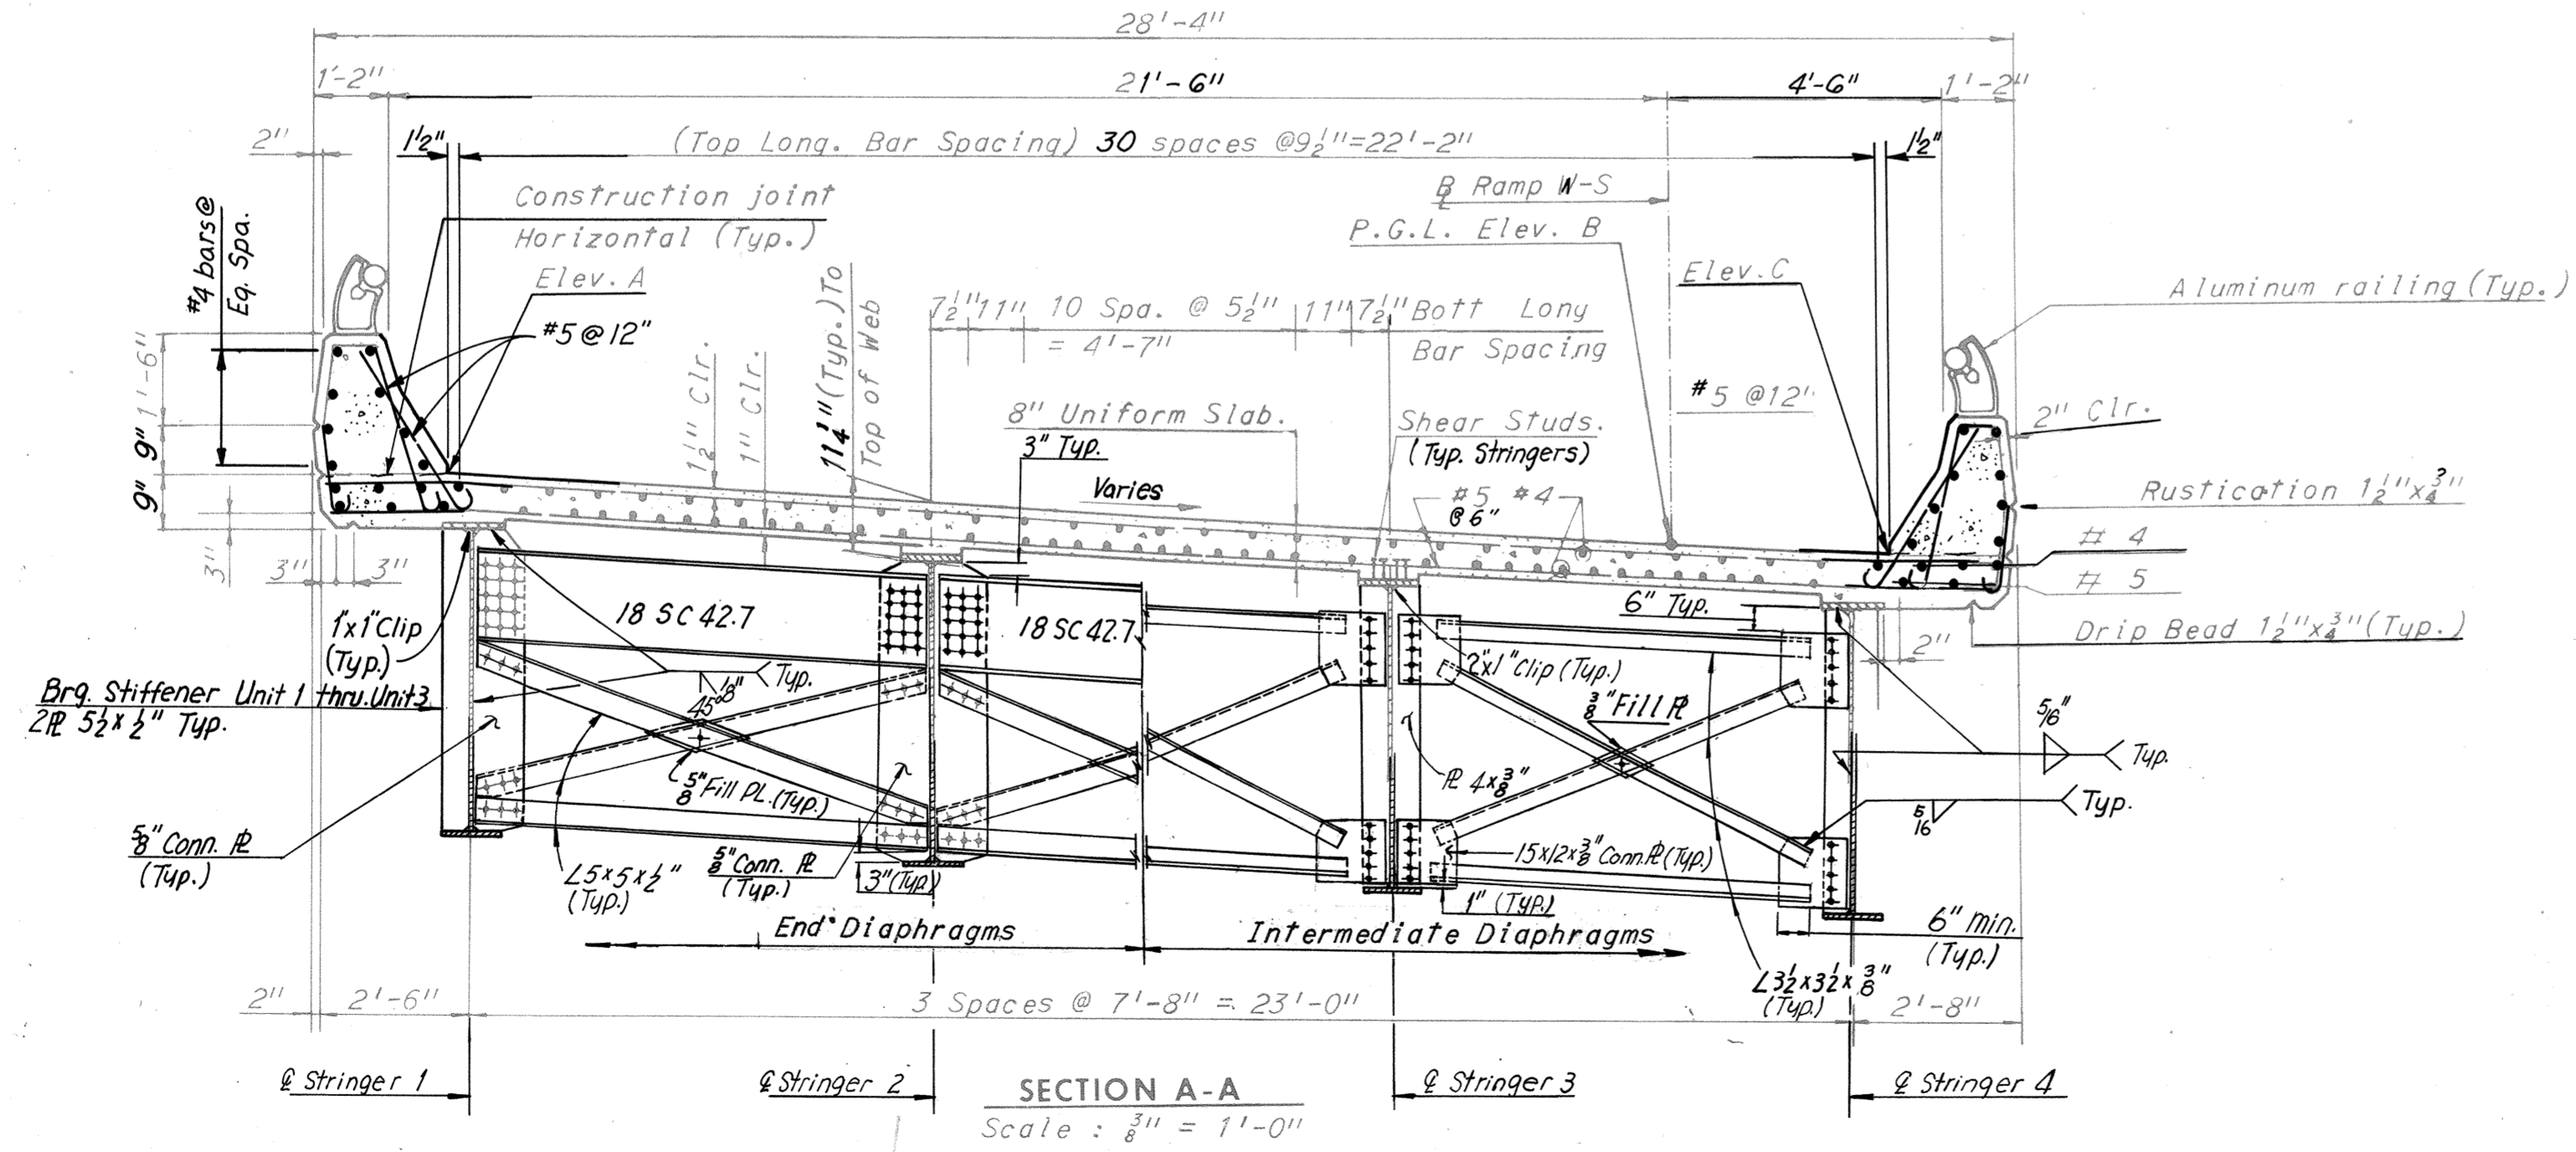 28'-4"
1'-2"
21'-6"
4'-6"
1'-2"
2"
1½"
(Top Long. Bar Spacing) 30 spaces @9½"=22'-2"
1½"
Construction joint
Horizontal (Typ.)
℄ Ramp W-S
P.G.L. Elev. B
#4 bars@
Eq. Spa.
Elev. A
Elev. C
Aluminum railing (Typ.)
#5 @ 12"
11¼" (Typ.) To
Top of Web
7½"
11"
10 Spa. @ 5½"
= 4'-7"
11"
7½"
Bott Long
Bar Spacing
1'-6"
9"
9"
3"
3"
3"
1½" Clr.
1" Clr.
8" Uniform Slab.
3" Typ.
Shear Studs.
(Typ. Stringers)
#5 @12"
2" Clr.
Varies
#5
@ 6"
#4
Rustication 1½"x¾"
# 4
# 5
Drip Bead 1½"x¾" (Typ.)
2"
6" Typ.
1"x1" Clip
(Typ.)
18 SC 42.7
18 SC 42.7
2"x1" Clip (Typ.)
Brg. Stiffener Unit 1 thru. Unit 3
2℔ 5½ x ½" Typ.
Typ.
45°
⅛"
⅝" Fill PL. (Typ.)
⅜" Fill ℔
℔ 4x⅜"
5/16"
Typ.
5/16
Typ.
⅝" Conn. ℔
(Typ.)
L5x5x½"
(Typ.)
⅝" Conn. ℔
(Typ.)
3" (Typ)
15x12x⅜" Conn. ℔ (Typ.)
1" (Typ.)
End Diaphragms
Intermediate Diaphragms
6" min.
(Typ.)
L3½x3½x⅜"
(Typ.)
2"
2'-6"
3 Spaces @ 7'-8" = 23'-0"
2'-8"
℄ Stringer 1
℄ Stringer 2
℄ Stringer 3
℄ Stringer 4
SECTION A-A
Scale : ⅜" = 1'-0"